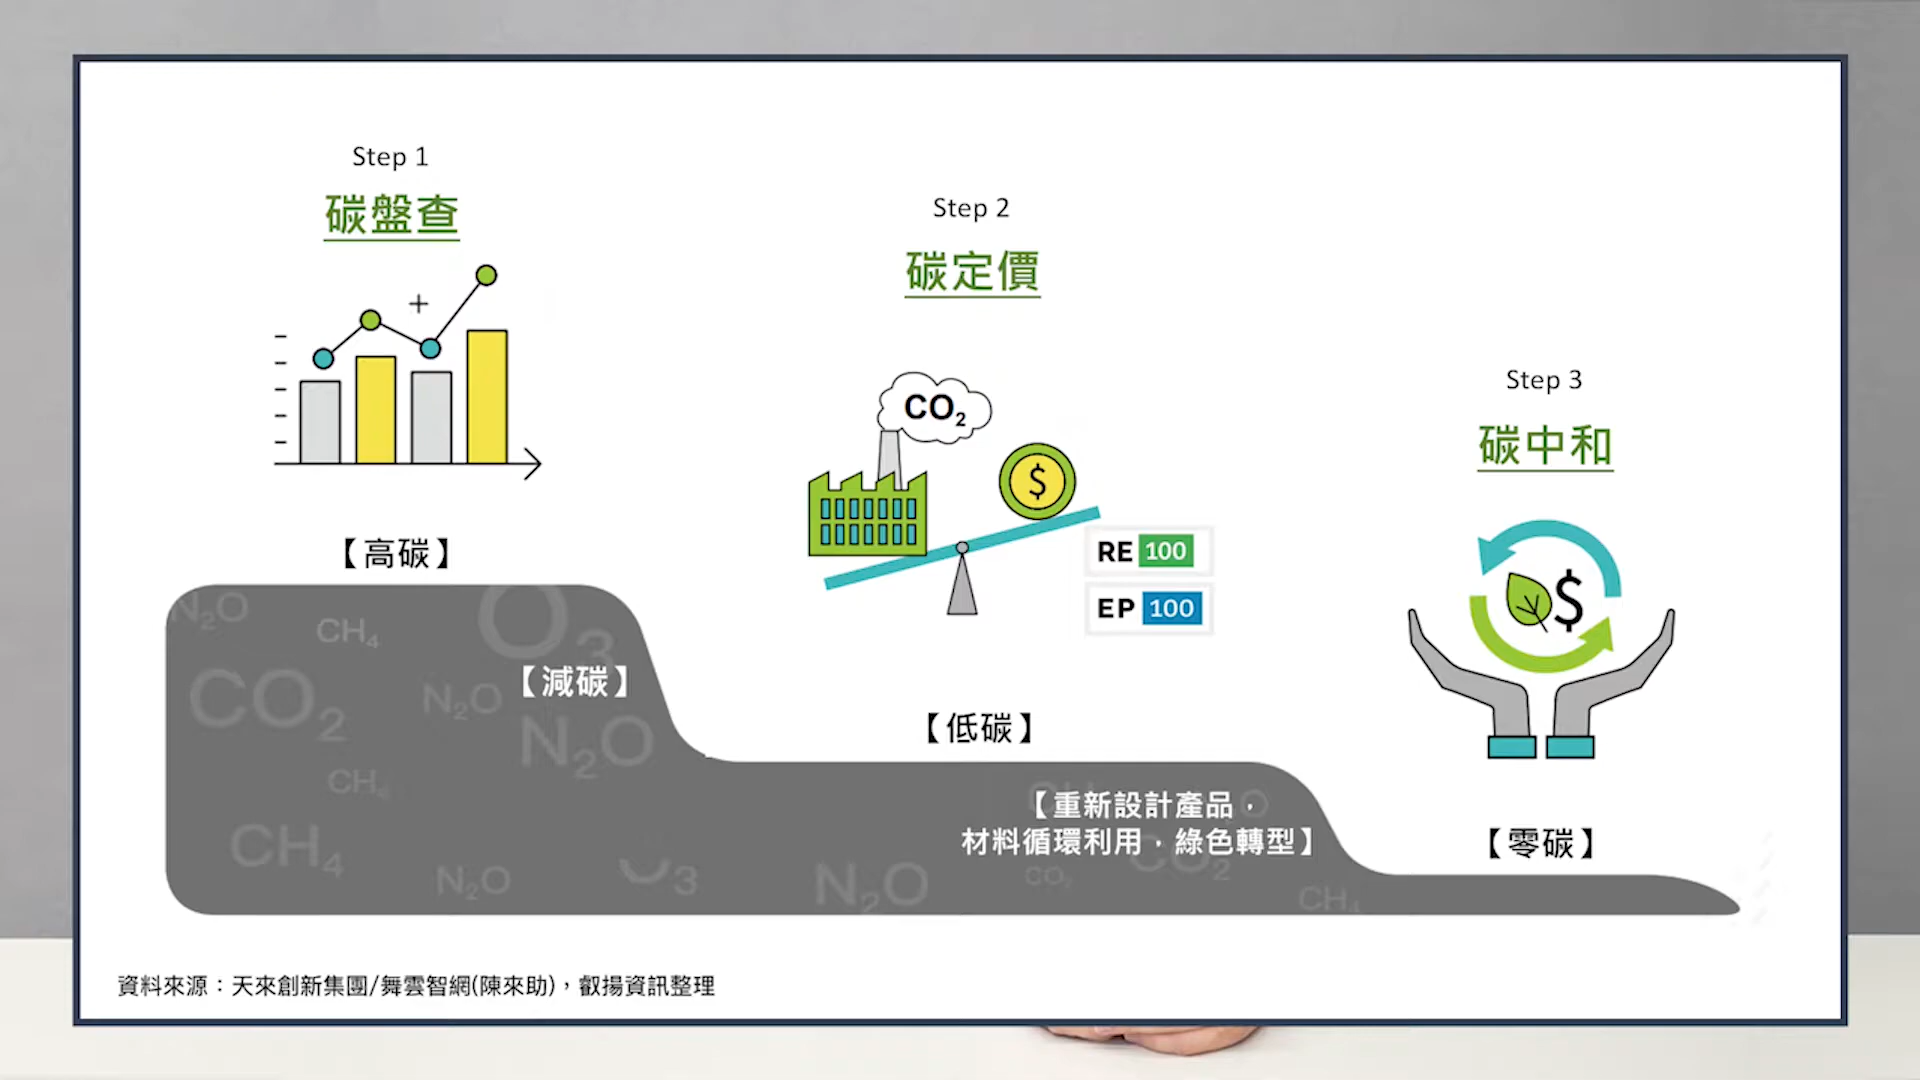 Step 1
碳盤查
【高碳】
Step 2
碳定價
CO₂
$
RE 100
EP 100
【低碳】
Step 3
碳中和
$
【零碳】
【減碳】
【重新設計產品，
材料循環利用，綠色轉型】
N₂O
CH₄
O₃
CO₂
N₂O
N₂O
CH₄
CH₄
N₂O
O₃
N₂O
CO₂
CO₂
CH₄
資料來源：天來創新集團/舞雲智網(陳來助)，叡揚資訊整理